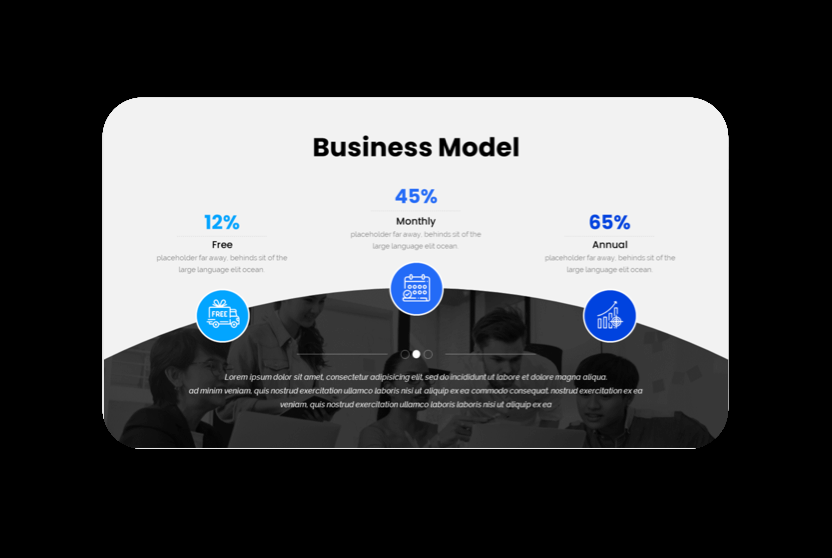 Business Model
45%
Monthly
placeholder far away, behinds sit of the
large language elit ocean
12%
Free
placeholder far away, behinds sit of the
large language elit ocean
65%
Annual
placeholder far away, behinds sit of the
large language elit ocean
FREE
Lorem ipsum dolor sit amet, consectetur adipisicing elit, sed do incididunt ut labore et dolore magna aliqua.
ad minim veniam, quis nostrud exercitation ullamco laboris nisi ut aliquip ex ea commodo consequat. nostrud exercitation ex ea
veniam, quis nostrud exercitation ullamco laboris laboris nisi ut aliquip ex ea